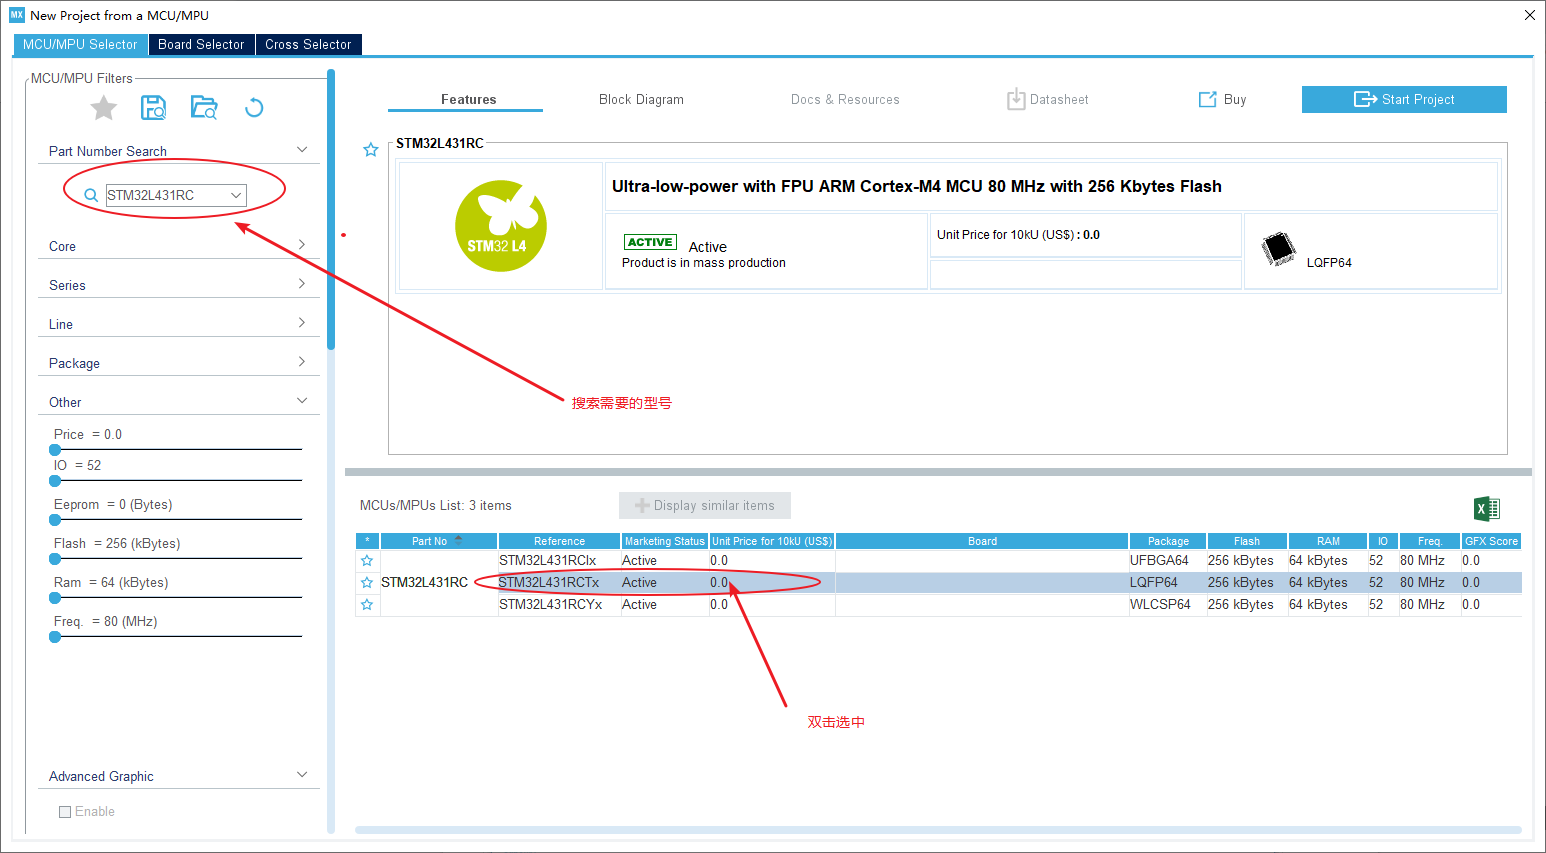 MX New Project from a MCU/MPU
MCU/MPU Selector Board Selector Cross Selector
MCU/MPU Filters
Part Number Search
STM32L431RC
Core
Series
Line
Package
Other
Price = 0.0
IO = 52
Eeprom = 0 (Bytes)
Flash = 256 (kBytes)
Ram = 64 (kBytes)
Freq. = 80 (MHz)
Advanced Graphic
Enable
Features Block Diagram Docs & Resources Datasheet Buy Start Project
STM32L431RC
STM32 L4
Ultra-low-power with FPU ARM Cortex-M4 MCU 80 MHz with 256 Kbytes Flash
ACTIVE Active
Product is in mass production
Unit Price for 10kU (US$) : 0.0
LQFP64
搜索需要的型号
MCUs/MPUs List: 3 items
Display similar items
* Part No Reference Marketing Status Unit Price for 10kU (US$) Board Package Flash RAM IO Freq. GFX Score
STM32L431RCIx Active 0.0 UFBGA64 256 kBytes 64 kBytes 52 80 MHz 0.0
STM32L431RC STM32L431RCTx Active 0.0 LQFP64 256 kBytes 64 kBytes 52 80 MHz 0.0
STM32L431RCYx Active 0.0 WLCSP64 256 kBytes 64 kBytes 52 80 MHz 0.0
双击选中